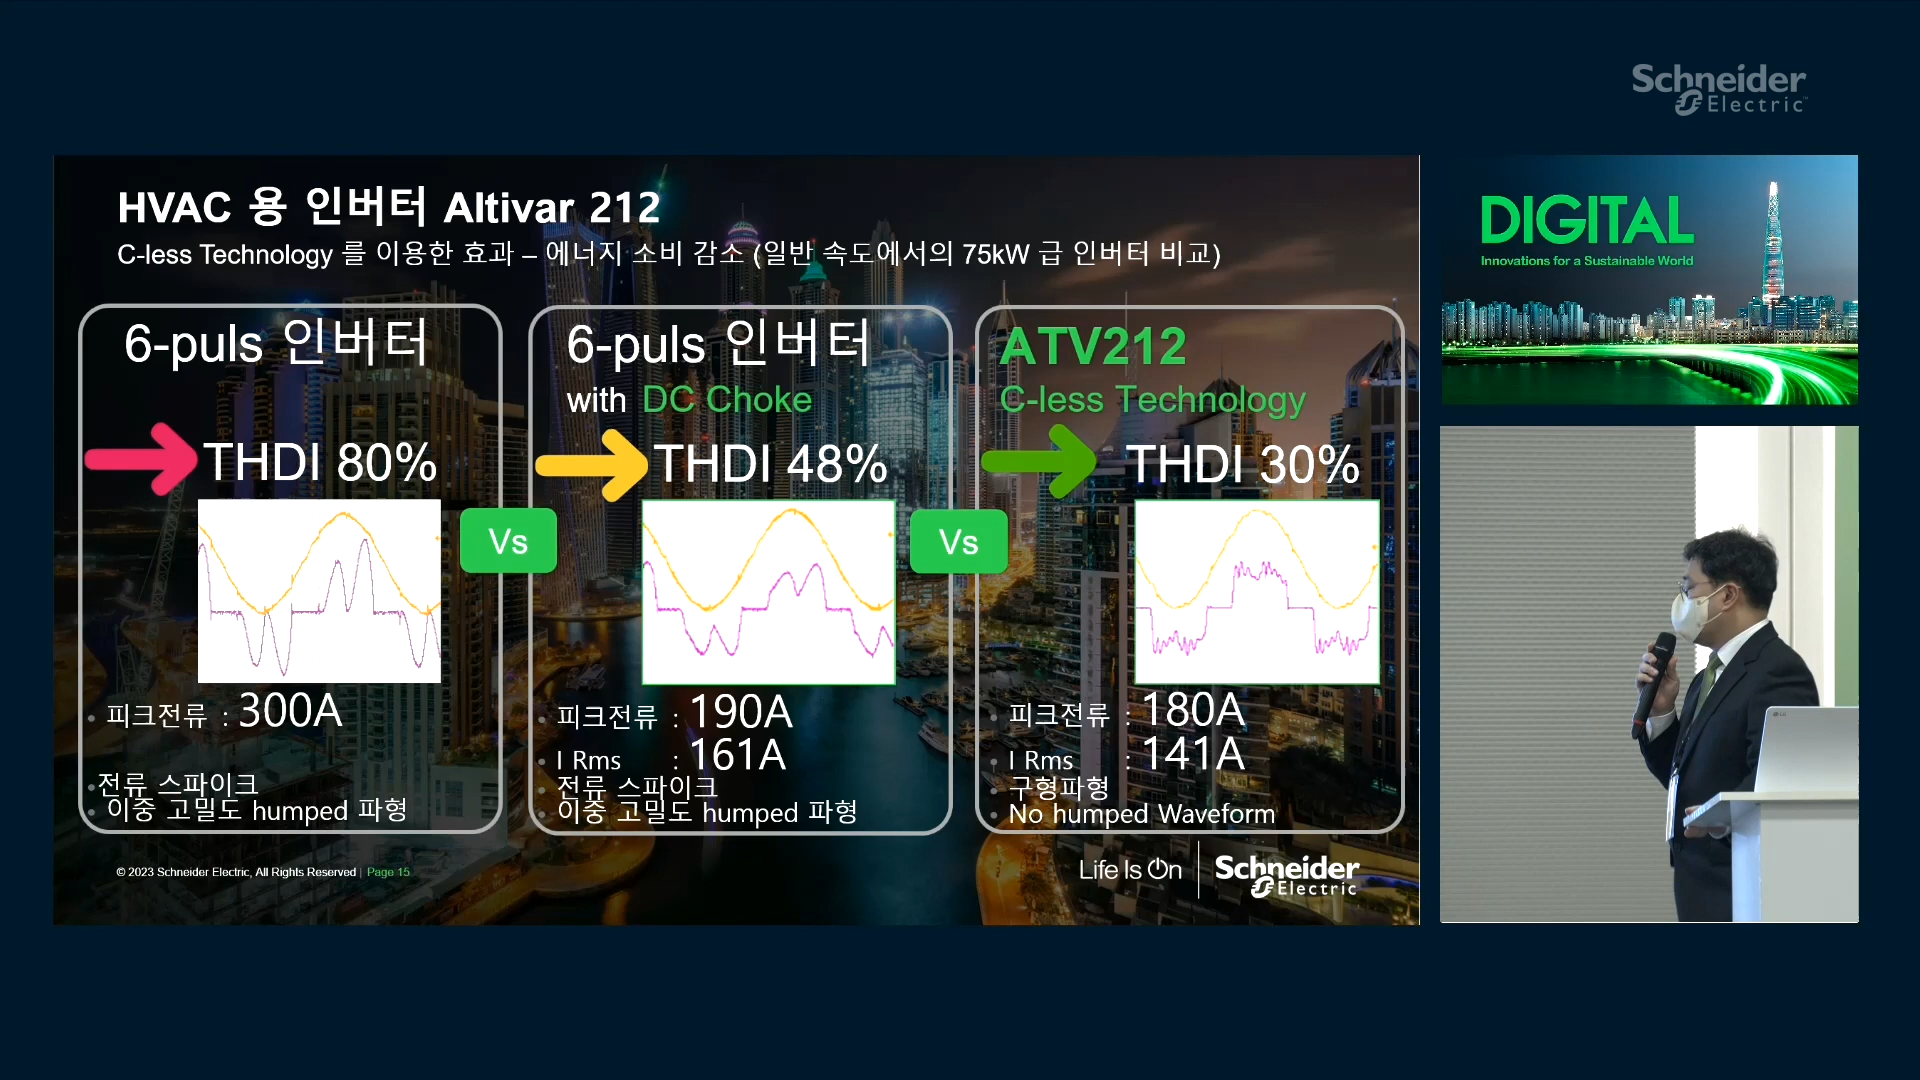 Schneider
Electric
HVAC 용 인버터 Altivar 212
C-less Technology 를 이용한 효과 – 에너지 소비 감소 (일반 속도에서의 75kW 급 인버터 비교)
6-puls 인버터
THDI 80%
피크전류 : 300A
전류 스파이크
이중 고밀도 humped 파형
Vs
6-puls 인버터
with DC Choke
THDI 48%
피크전류 : 190A
I Rms : 161A
전류 스파이크
이중 고밀도 humped 파형
Vs
ATV212
C-less Technology
THDI 30%
피크전류 : 180A
I Rms : 141A
구형파형
No humped Waveform
© 2023 Schneider Electric, All Rights Reserved | Page 15
Life Is On
Schneider
Electric
DIGITAL
Innovations for a Sustainable World
LG